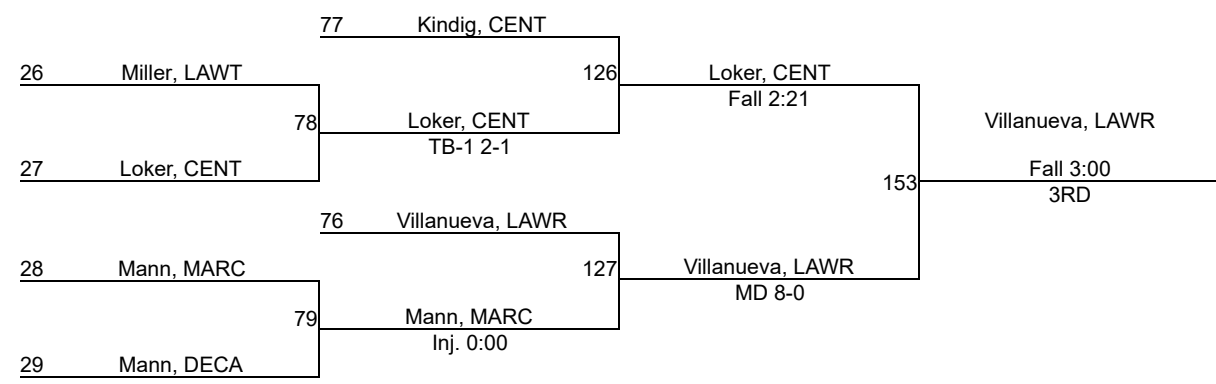 77 Kindig, CENT
26 Miller, LAWT
126 Loker, CENT
Fall 2:21
78 Loker, CENT
TB-1 2-1
Villanueva, LAWR
27 Loker, CENT
153 Fall 3:00
3RD
76 Villanueva, LAWR
28 Mann, MARC
127 Villanueva, LAWR
MD 8-0
79 Mann, MARC
Inj. 0:00
29 Mann, DECA